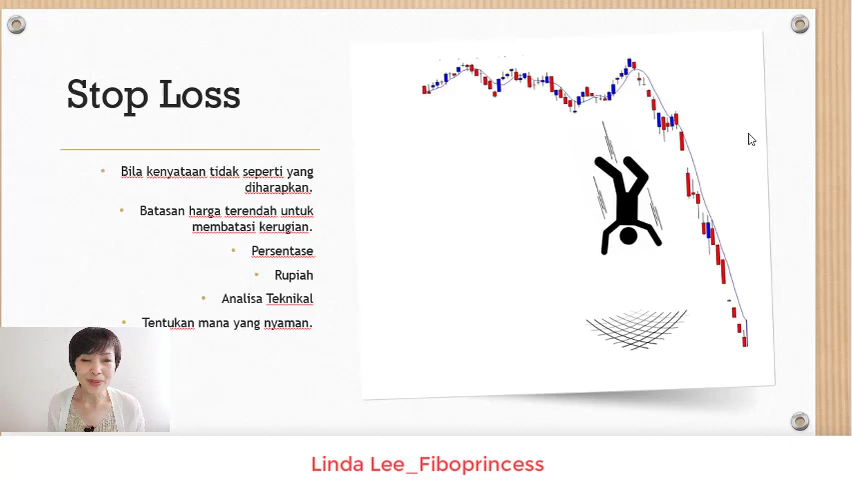 Stop Loss
Bila kenyataan tidak seperti yang
diharapkan.
Batasan harga terendah untuk
membatasi kerugian.
Persentase
Rupiah
Analisa Teknikal
Tentukan mana yang nyaman.
Linda Lee_Fiboprincess